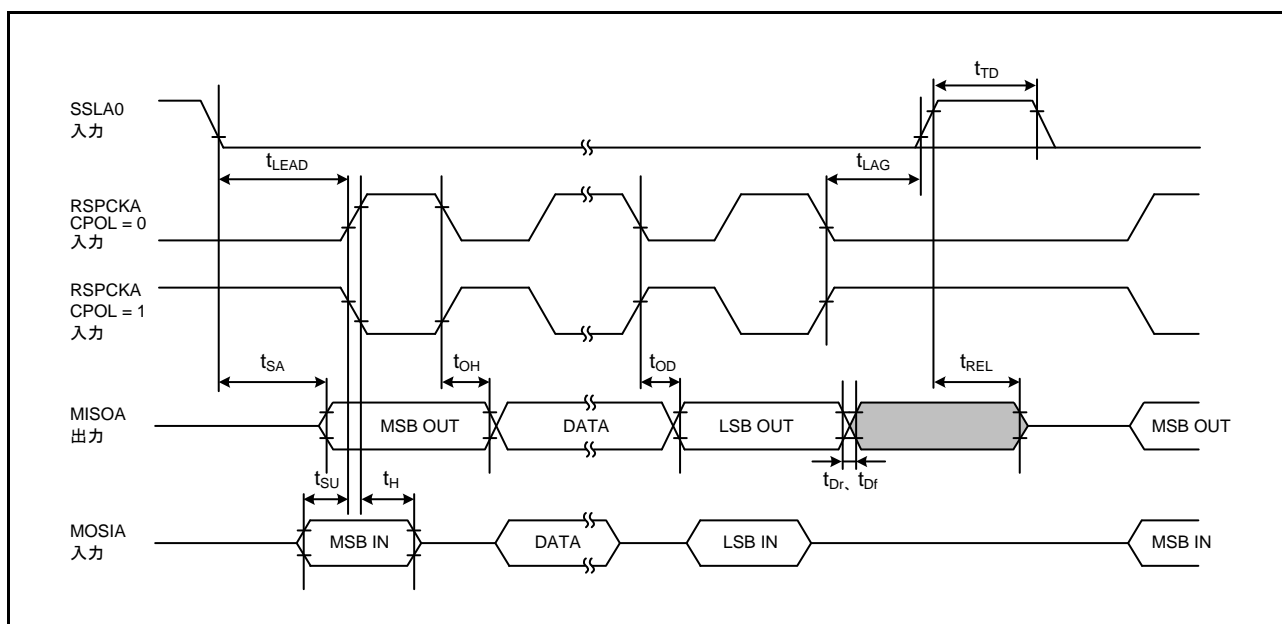 SSLA0
入力
tTD
tLEAD
tLAG
RSPCKA
CPOL = 0
入力
RSPCKA
CPOL = 1
入力
tSA
tOH
tOD
tREL
MISOA
出力
MSB OUT
DATA
LSB OUT
MSB OUT
tSU
tH
tDr、tDf
MOSIA
入力
MSB IN
DATA
LSB IN
MSB IN